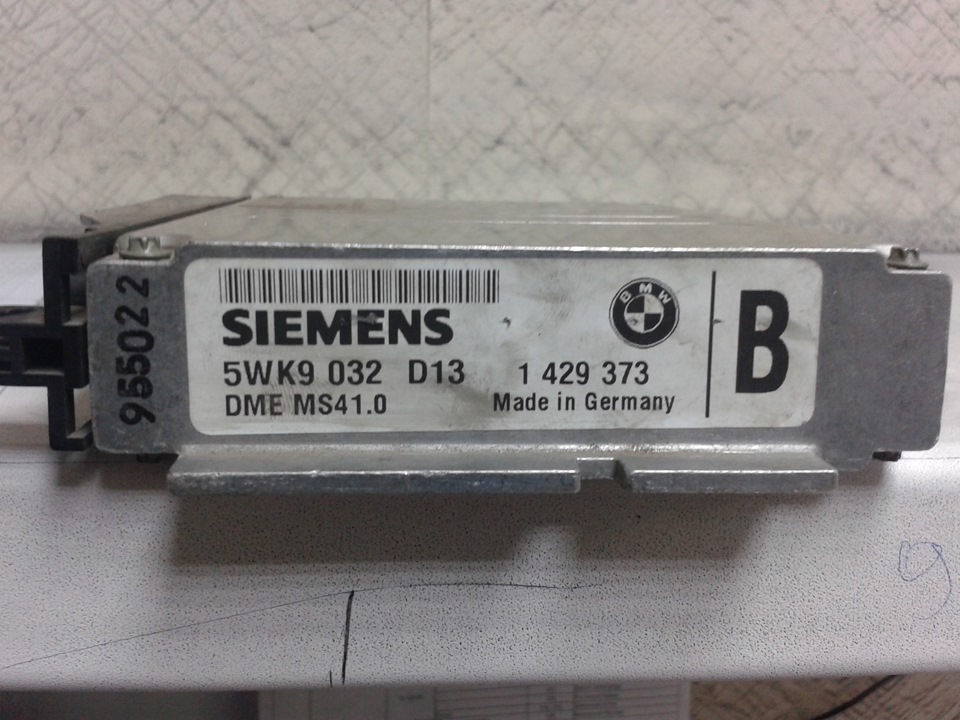 SIEMENS
BMW
5WK9 032 D13 1 429 373
DME MS41.0 Made in Germany
B
955022